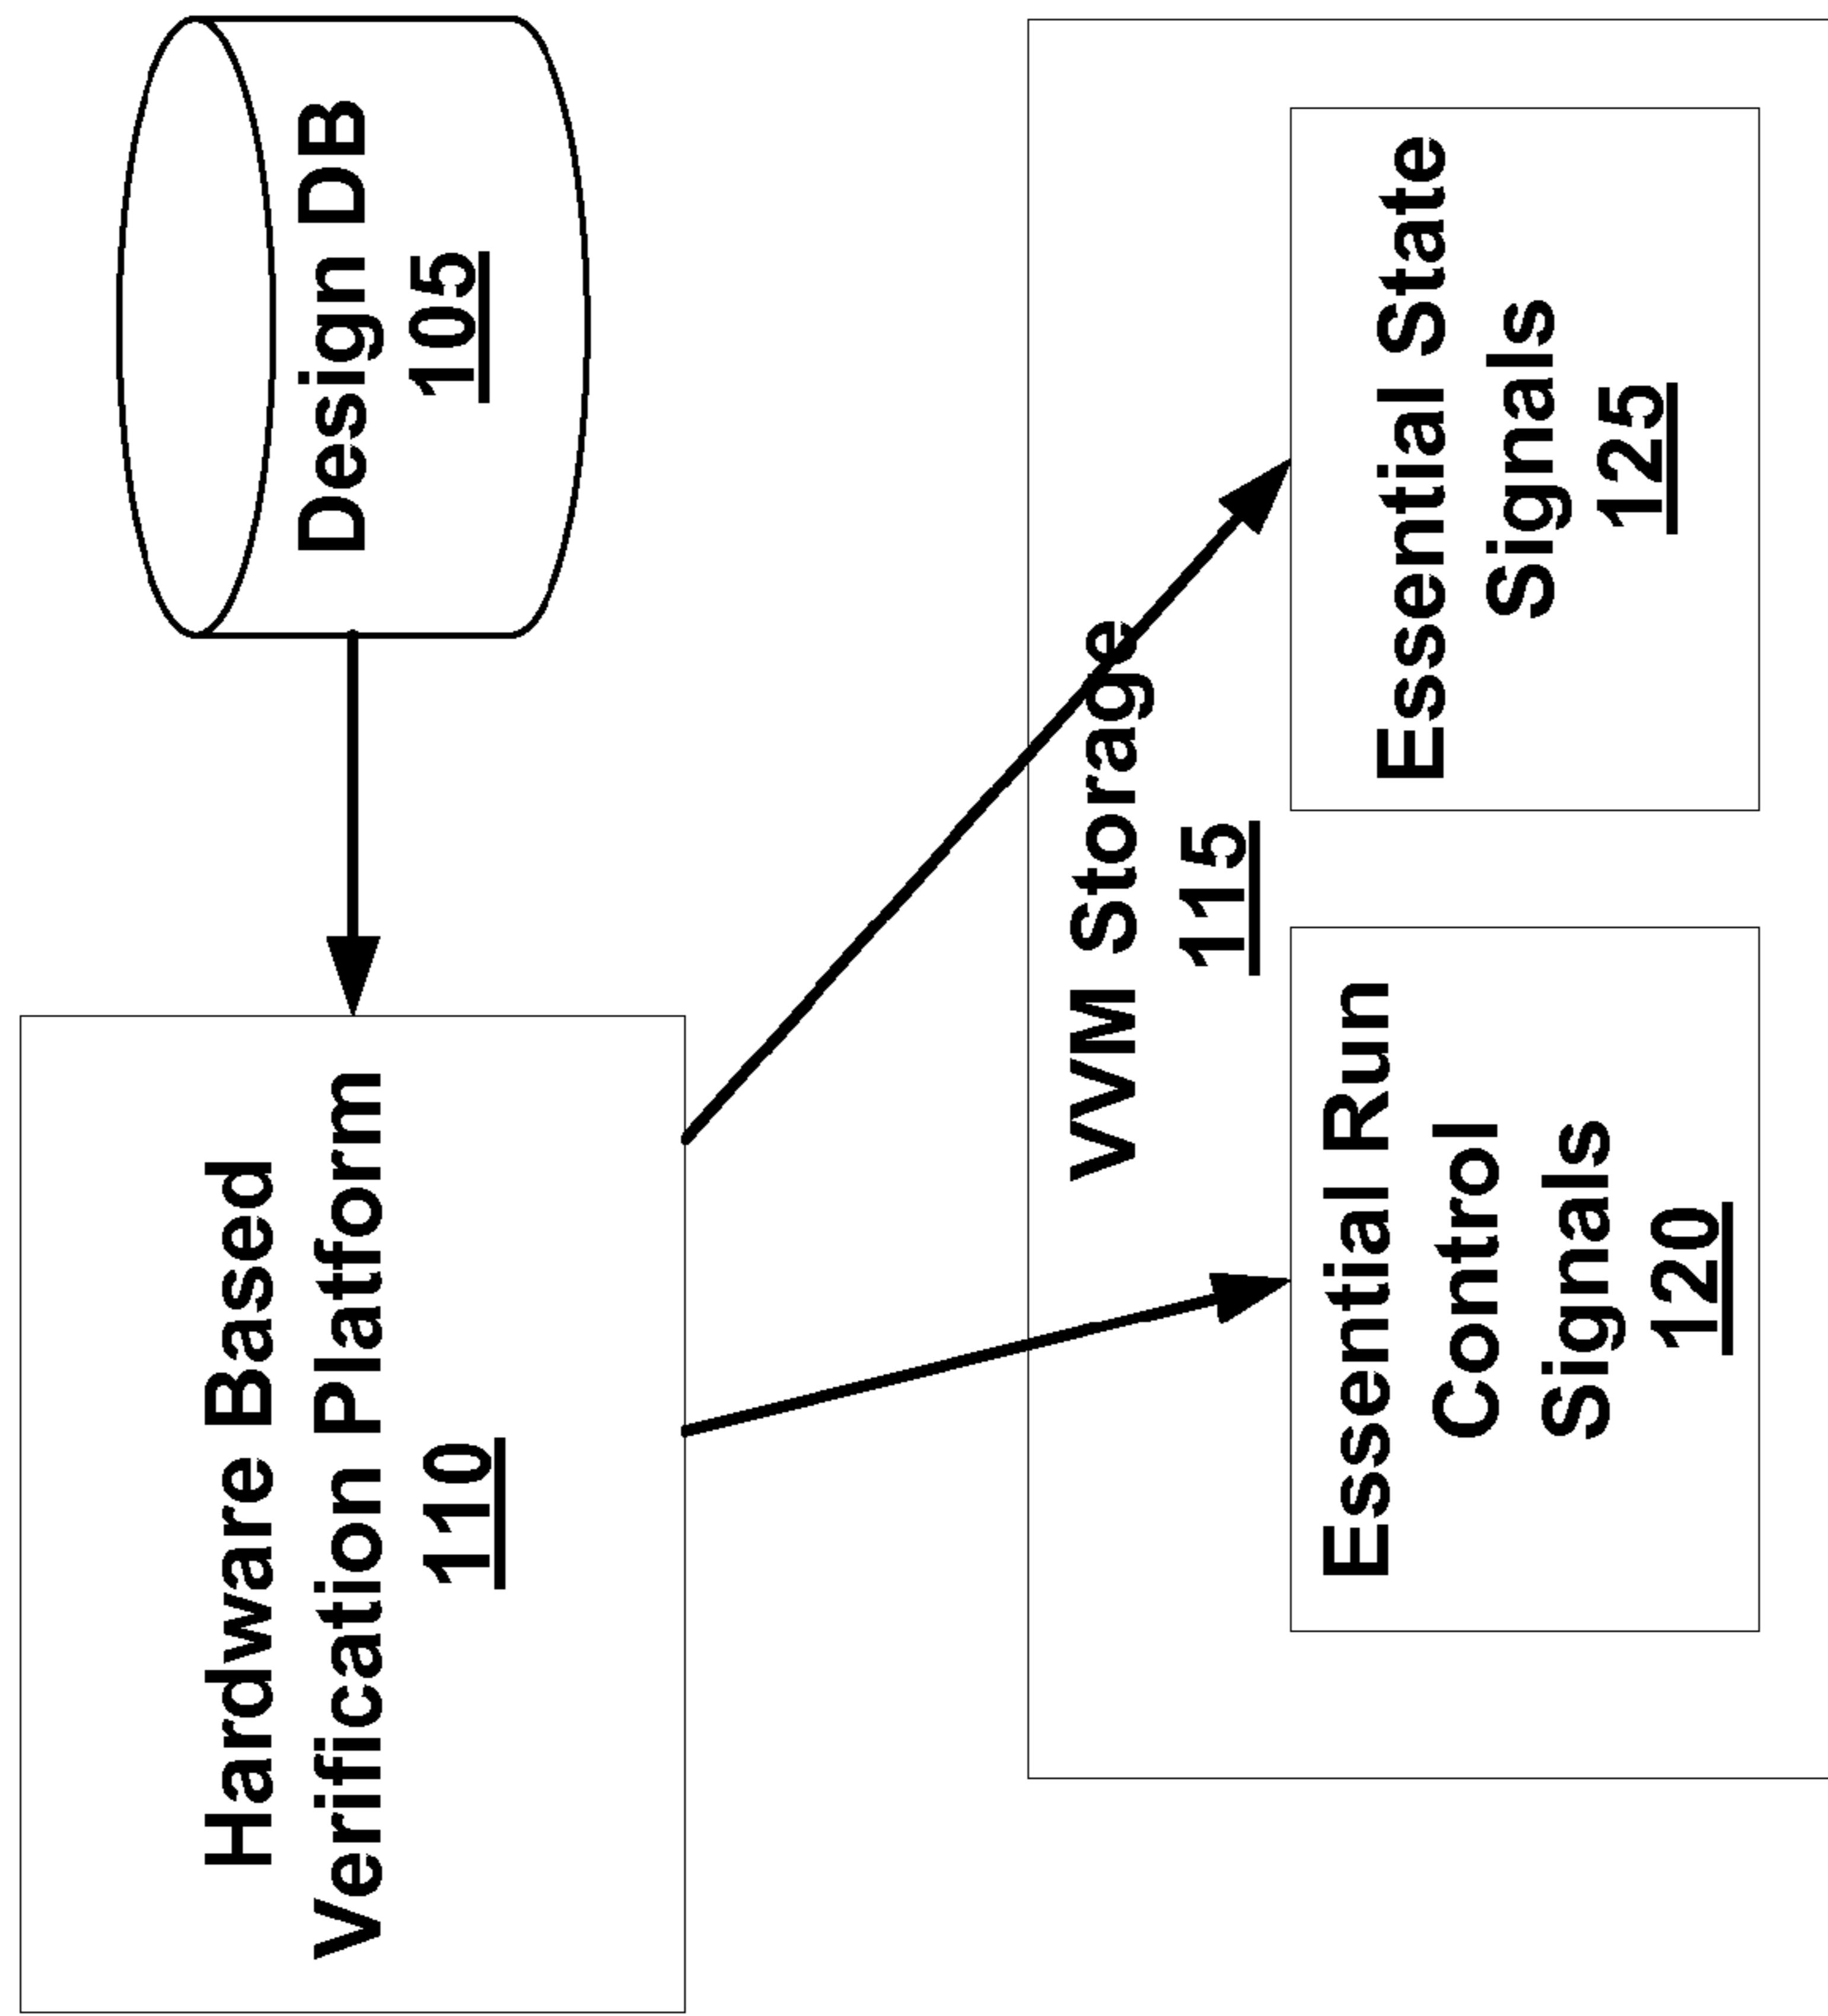 Hardware Based
Verification Platform
110
Design DB
105
VVM Storage
115
Essential Run
Control
Signals
120
Essential State
Signals
125